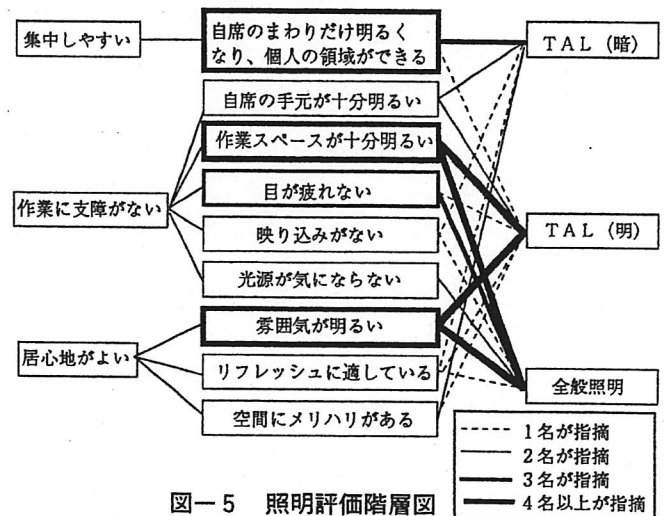 集中しやすい
自席のまわりだけ明るく
なり、個人の領域ができる
TAL（暗）
自席の手元が十分明るい
作業スペースが十分明るい
目が疲れない
作業に支障がない
映り込みがない
TAL（明）
光源が気にならない
雰囲気が明るい
居心地がよい
リフレッシュに適している
全般照明
空間にメリハリがある
1名が指摘
2名が指摘
3名が指摘
4名以上が指摘
図－5 照明評価階層図